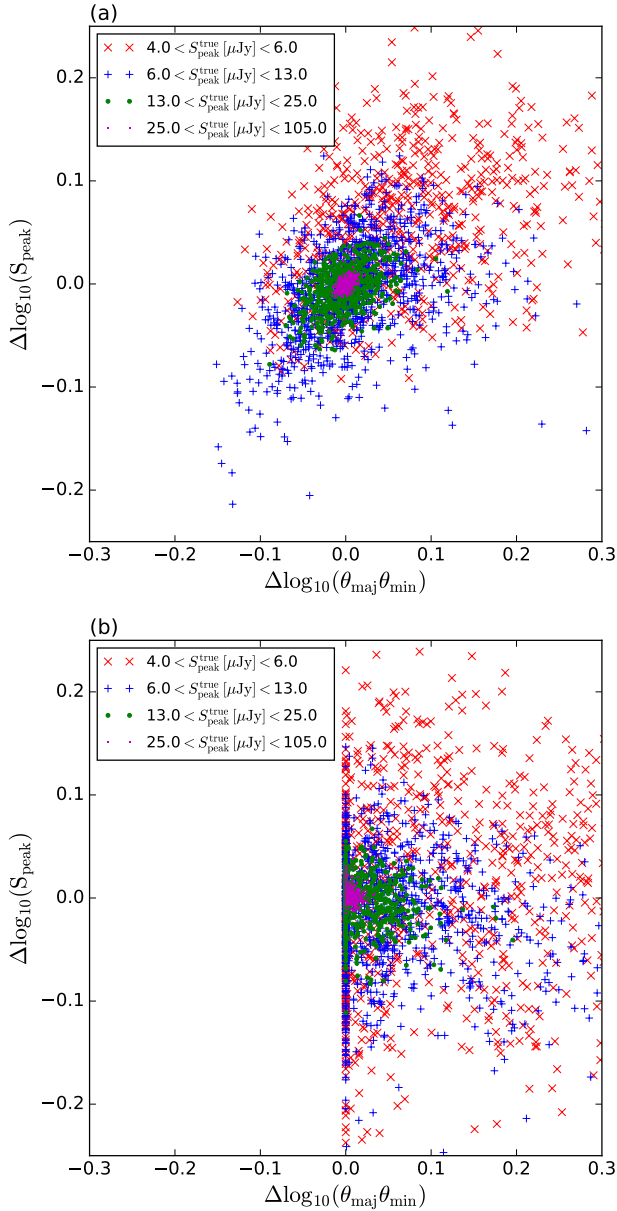 (a)
4.0 < S_peak^true [μJy] < 6.0
6.0 < S_peak^true [μJy] < 13.0
13.0 < S_peak^true [μJy] < 25.0
25.0 < S_peak^true [μJy] < 105.0
0.2
0.1
0.0
−0.1
−0.2
Δlog₁₀(S_peak)
−0.3 −0.2 −0.1 0.0 0.1 0.2 0.3
Δlog₁₀(θ_maj θ_min)
(b)
4.0 < S_peak^true [μJy] < 6.0
6.0 < S_peak^true [μJy] < 13.0
13.0 < S_peak^true [μJy] < 25.0
25.0 < S_peak^true [μJy] < 105.0
0.2
0.1
0.0
−0.1
−0.2
Δlog₁₀(S_peak)
−0.3 −0.2 −0.1 0.0 0.1 0.2 0.3
Δlog₁₀(θ_maj θ_min)